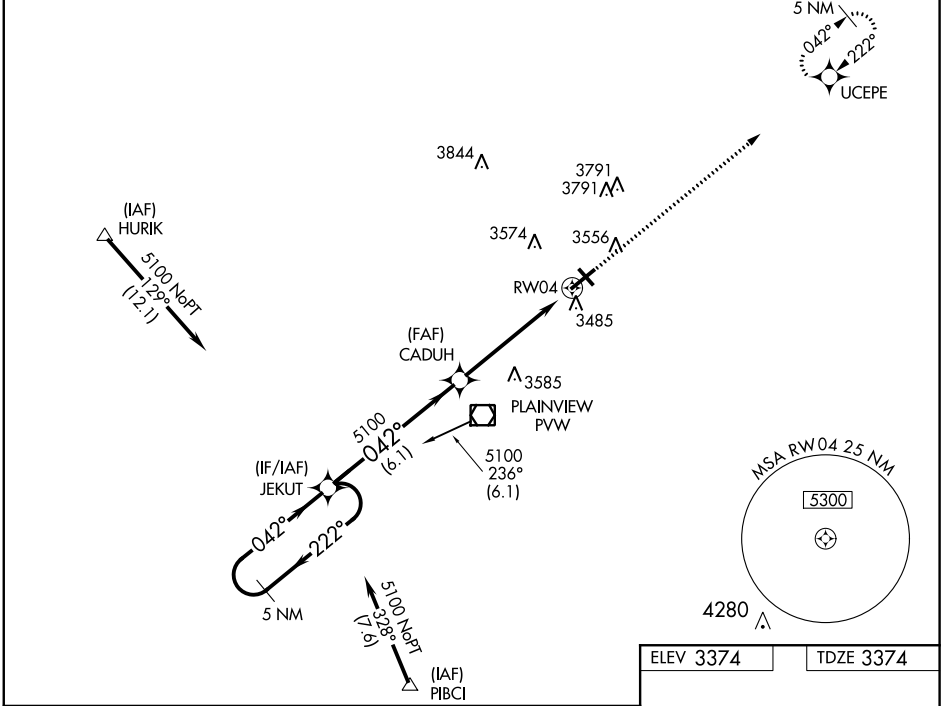 5 NM
042°
222°
UCEPE
3844
3791
3791
(IAF)
HURIK
3574
3556
5100 NoPT
129°
(12.1)
RW04
3485
(FAF)
CADUH
3585
PLAINVIEW
PVW
5100
042°
(6.1)
5100
236°
(6.1)
(IF/IAF)
JEKUT
MSA RW04 25 NM
5300
042°
222°
5 NM
5100 NoPT
328°
(7.6)
4280
(IAF)
PIBCI
ELEV 3374
TDZE 3374